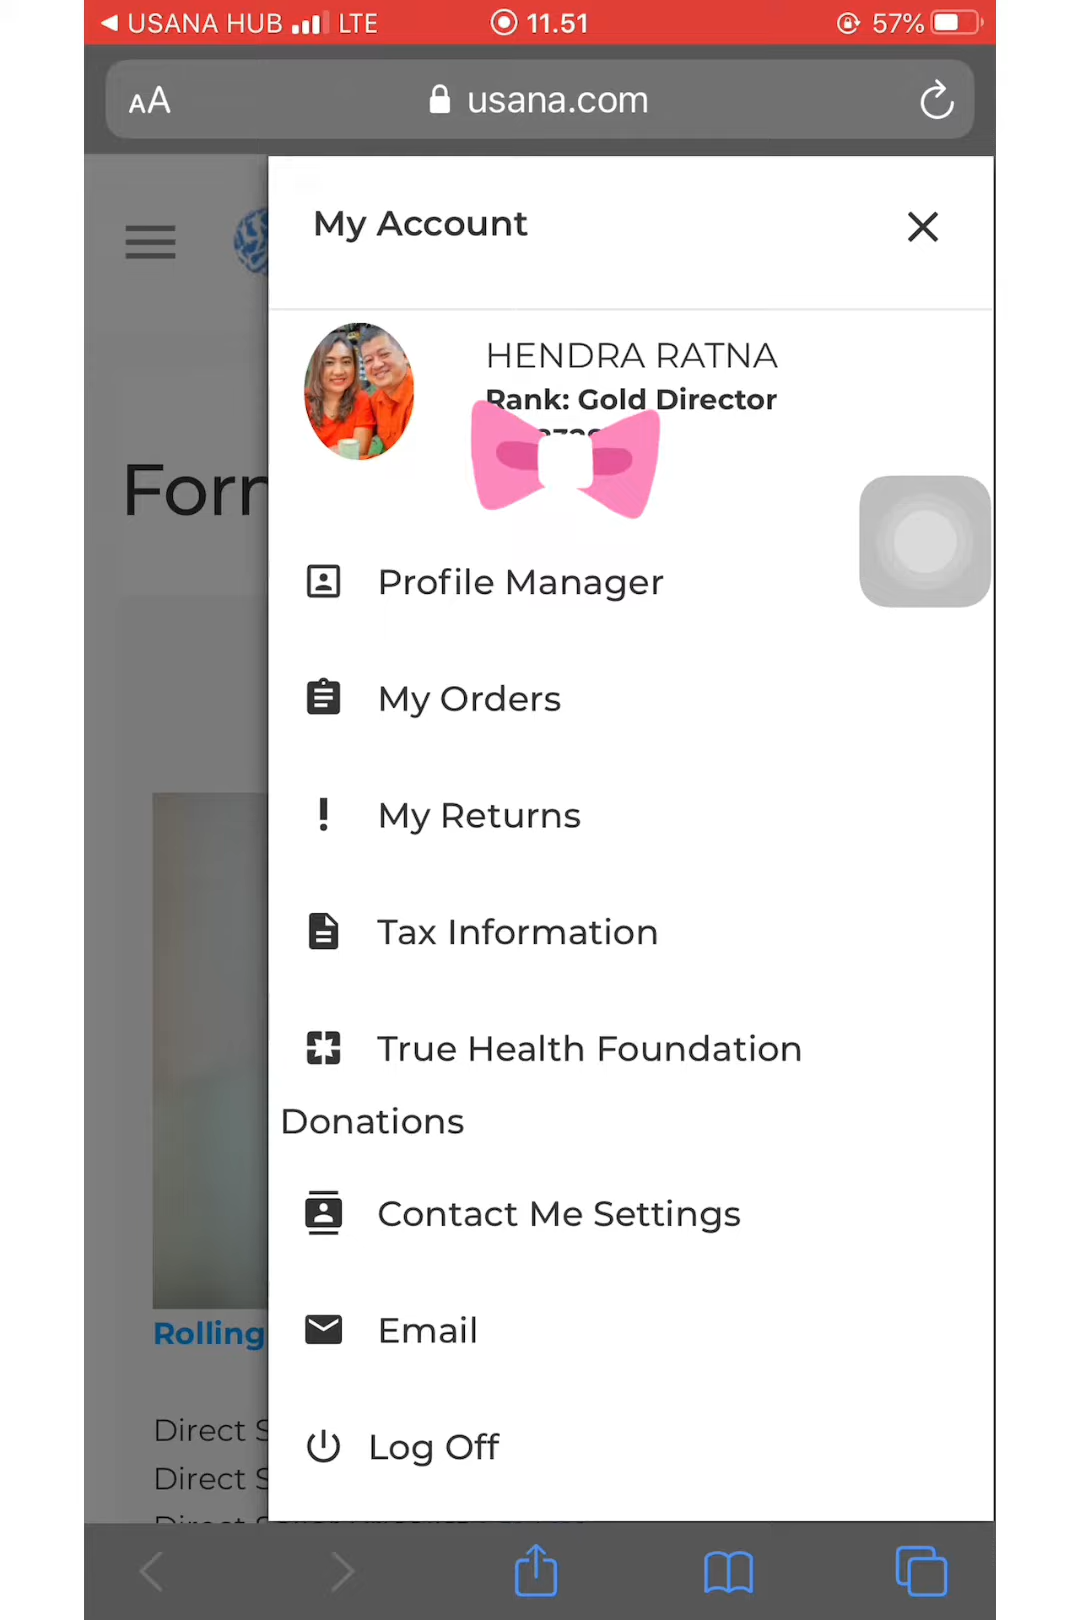 USANA HUB LTE 11.51 57%
AA usana.com
My Account
HENDRA RATNA
Rank: Gold Director
Forr
Profile Manager
My Orders
My Returns
Tax Information
True Health Foundation
Donations
Contact Me Settings
Email
Rolling
Log Off
Direct S
Direct S